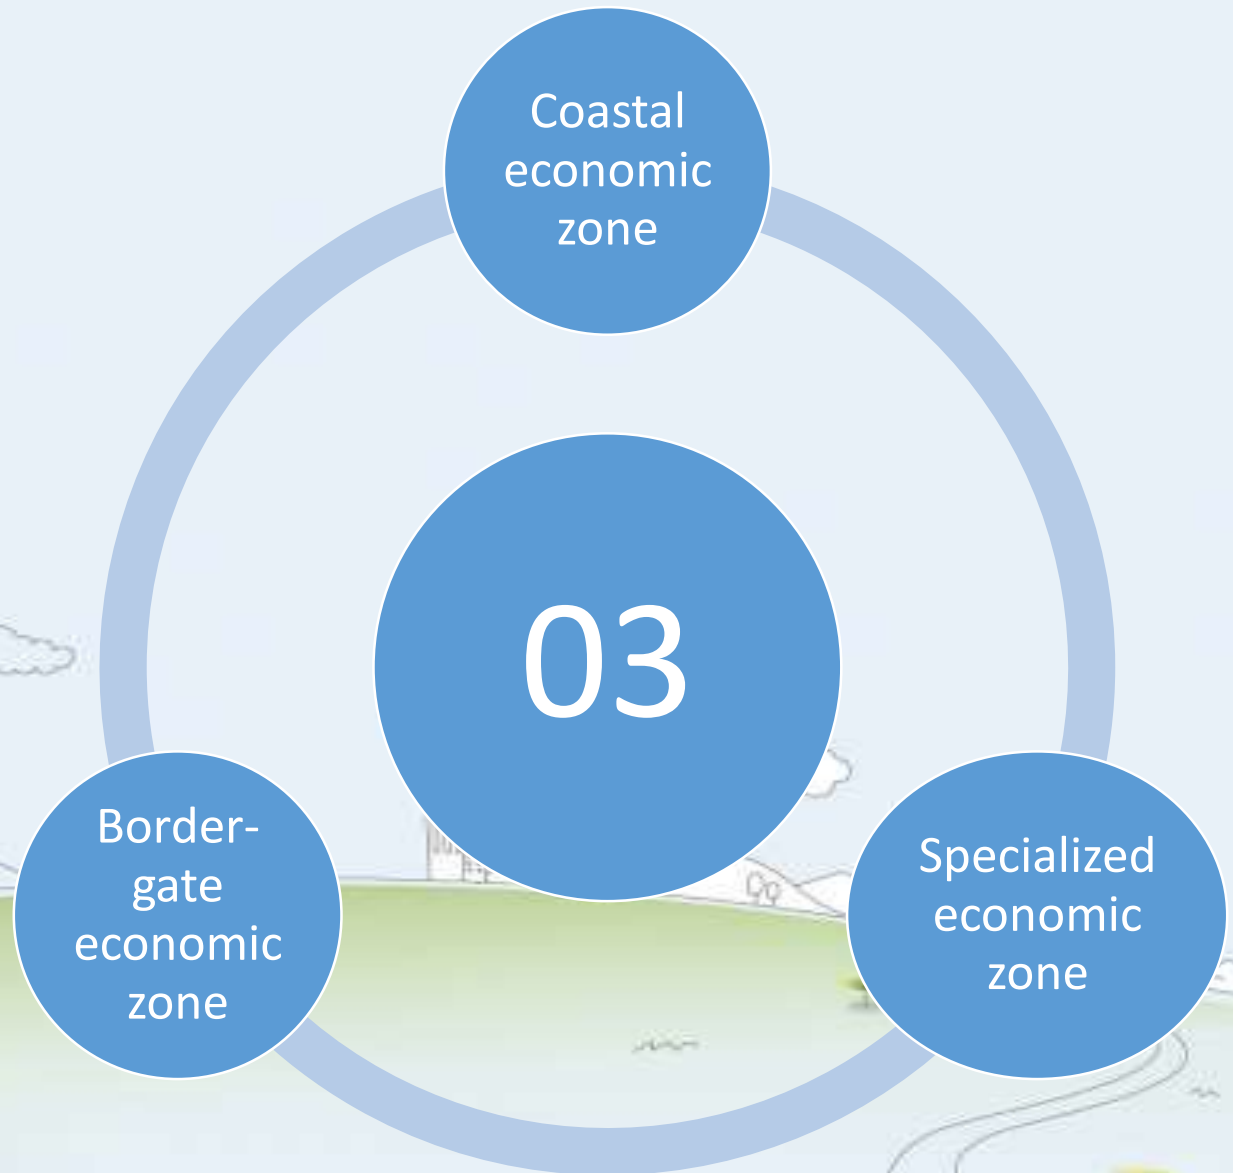 Coastal
economic
zone
03
Border-
gate
economic
zone
Specialized
economic
zone